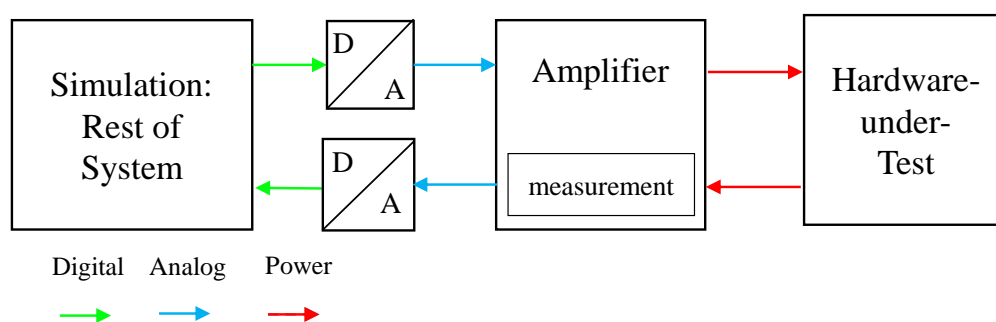 Simulation:
Rest of
System
D
A
D
A
Amplifier
measurement
Hardware-
under-
Test
Digital
Analog
Power